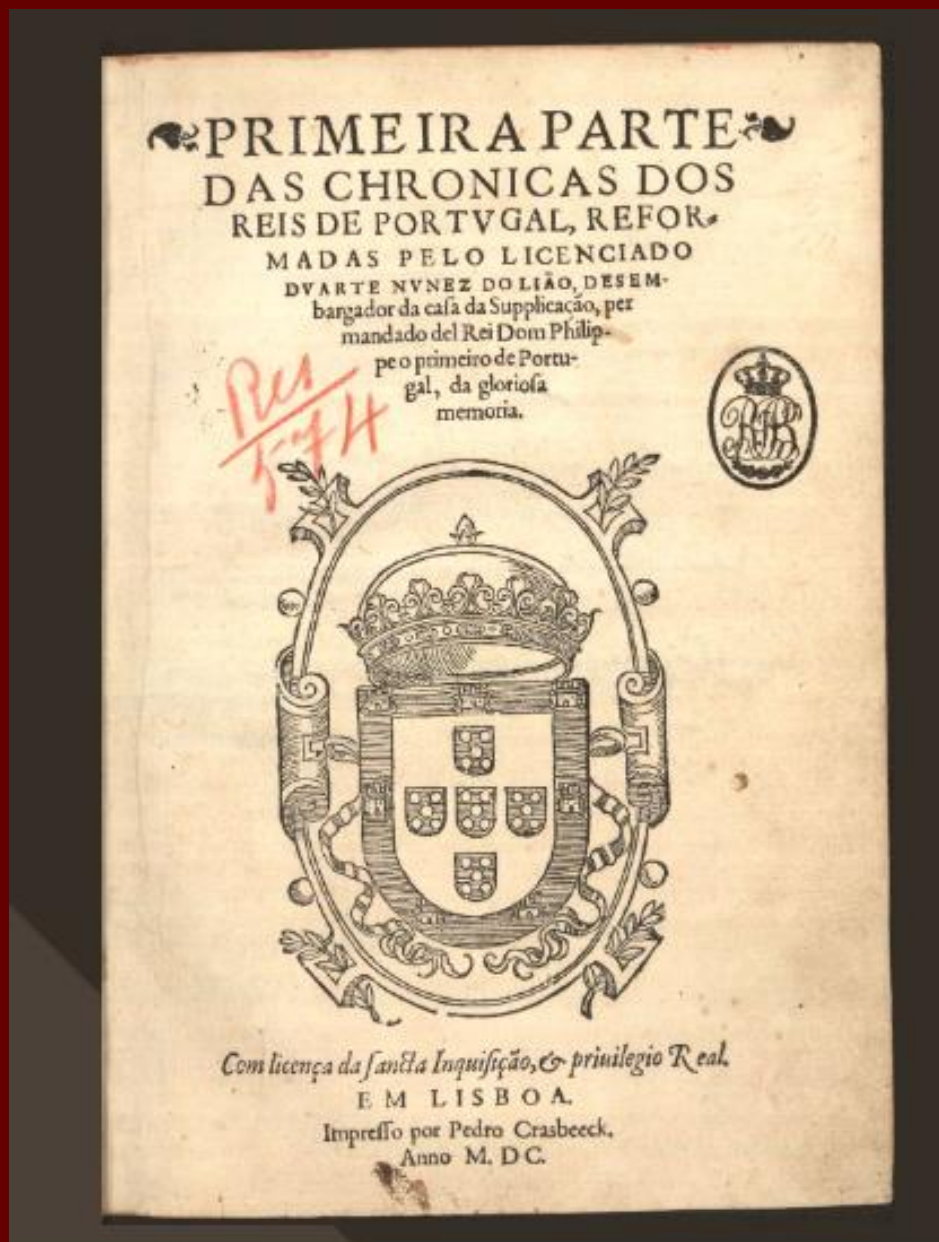 PRIMEIRA PARTE
DAS CHRONICAS DOS
REIS DE PORTVGAL, REFOR-
MADAS PELO LICENCIADO
DVARTE NVNEZ DO LIÃO, DESEM-
bargador da caſa da Supplicação, per
mandado del Rei Dom Philip-
pe o primeiro de Portu-
gal, da glorioſa
memoria.
Res
Com licença da ſancta Inquiſição, & priuilegio Real.
EM LISBOA.
Impreſſo por Pedro Crasbeeck.
Anno M. DC.